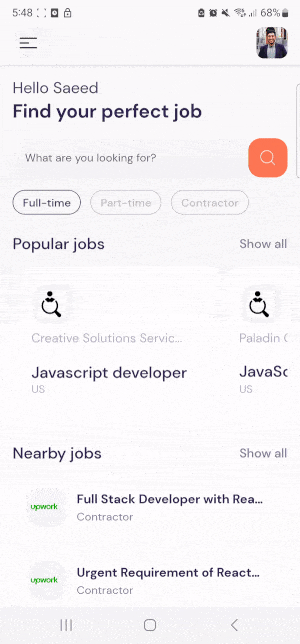 5:48
68%
Hello Saeed
Find your perfect job
What are you looking for?
Full-time
Part-time
Contractor
Popular jobs
Show all
Creative Solutions Servic...
Javascript developer
US
Paladin C
JavaSc
US
Nearby jobs
Show all
upwork
Full Stack Developer with Rea...
Contractor
upwork
Urgent Requirement of React...
Contractor